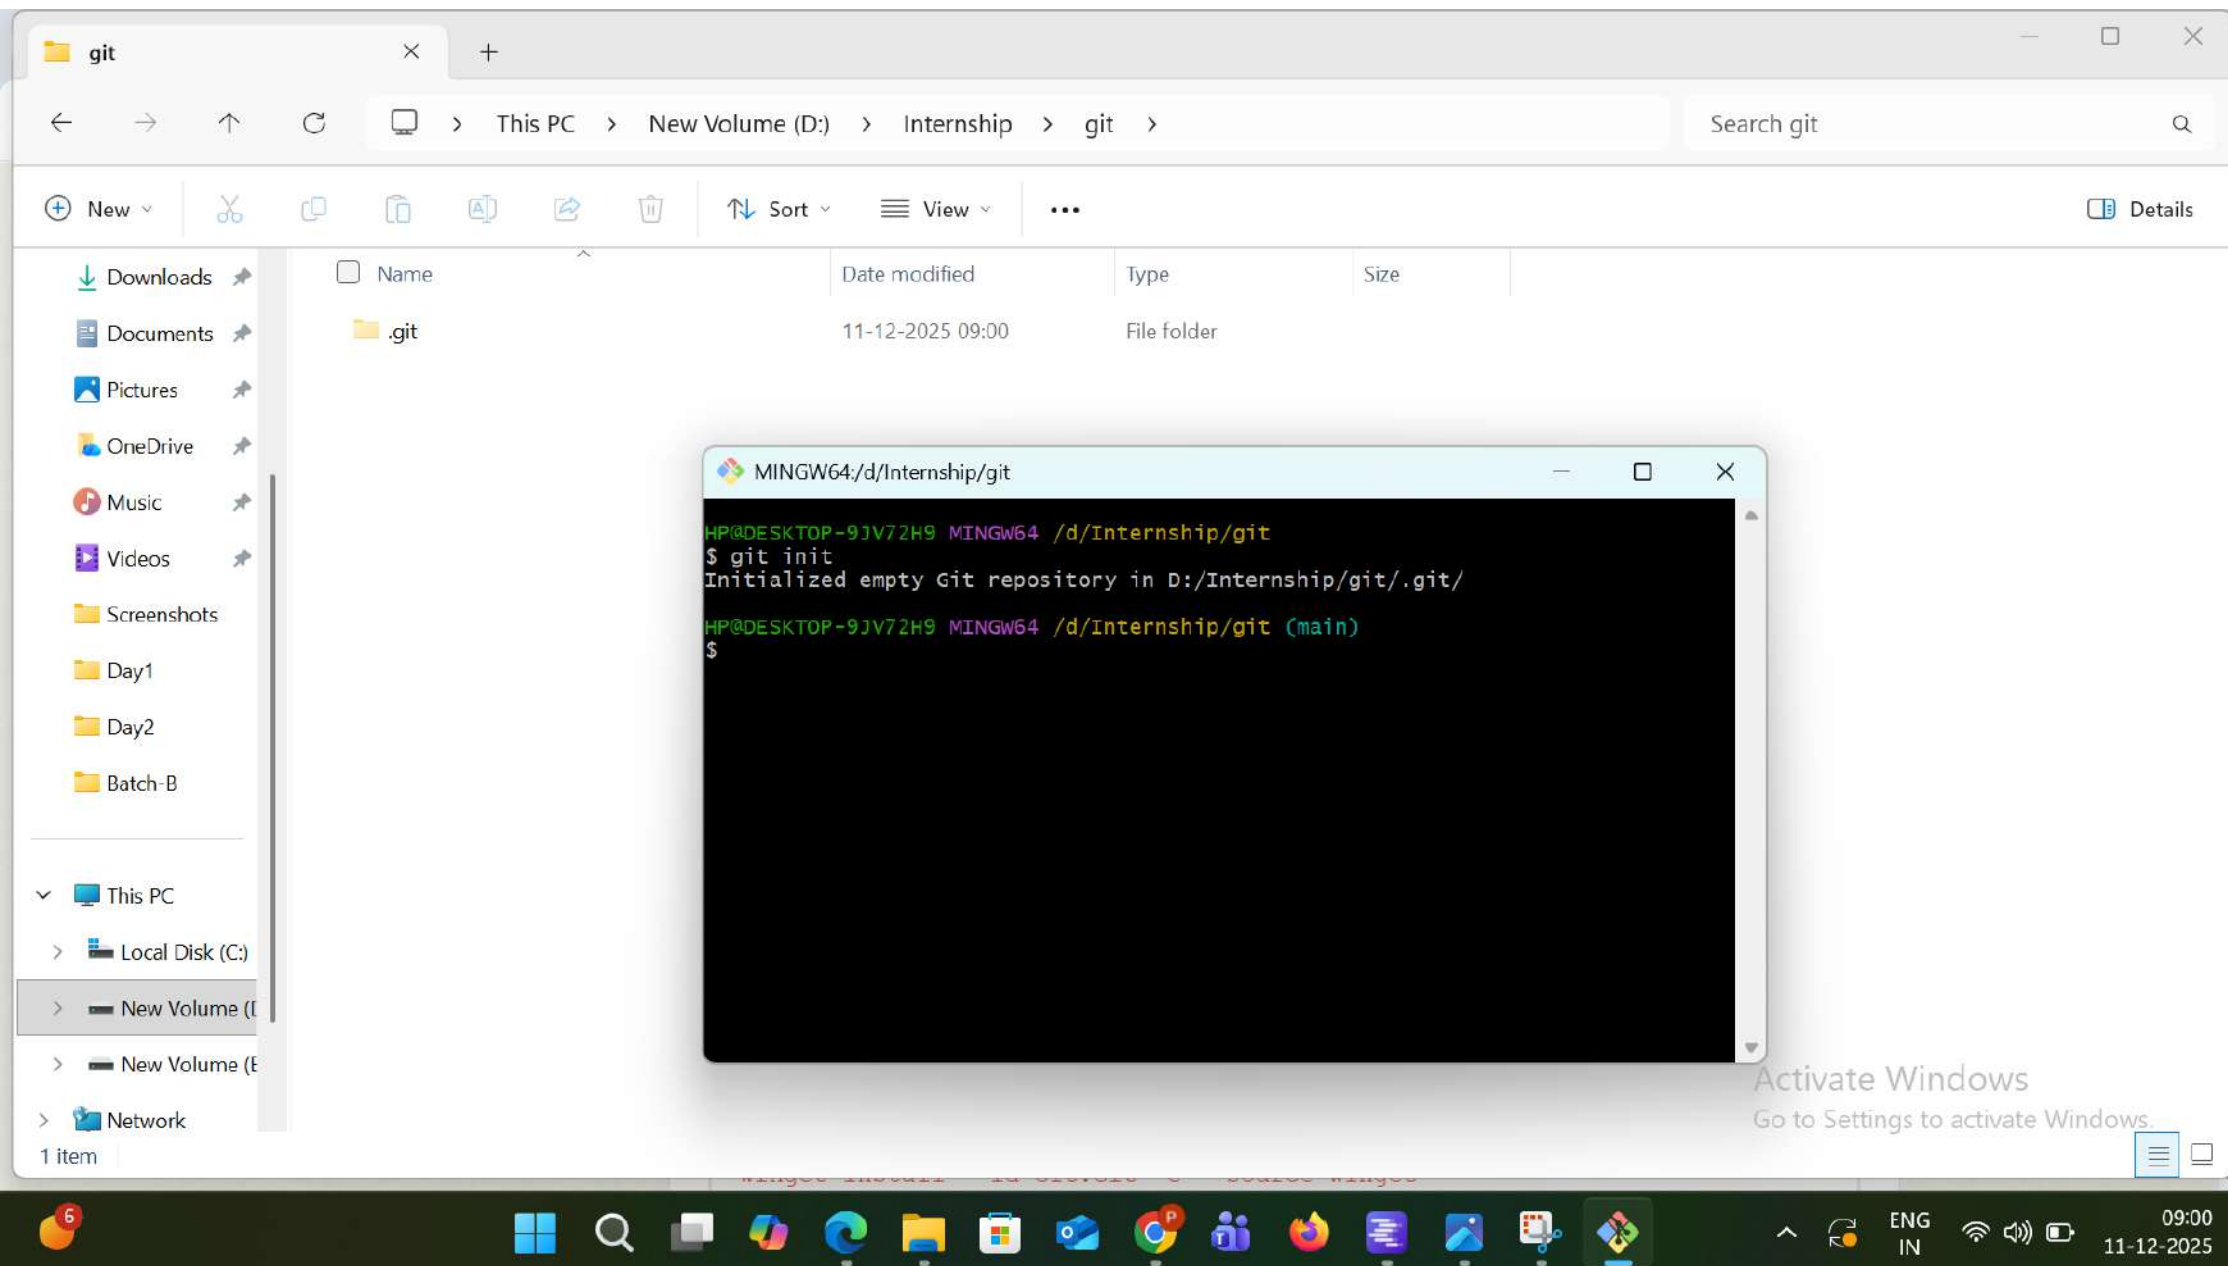 git
This PC > New Volume (D:) > Internship > git >
Search git
New
Sort
View
Details
Downloads
Documents
Pictures
OneDrive
Music
Videos
Screenshots
Day1
Day2
Batch-B
This PC
Local Disk (C:)
New Volume (D
New Volume (E
Network
1 item
Name Date modified Type Size
.git 11-12-2025 09:00 File folder
MINGW64:/d/Internship/git
HP@DESKTOP-9JV72H9 MINGW64 /d/Internship/git
$ git init
Initialized empty Git repository in D:/Internship/git/.git/
HP@DESKTOP-9JV72H9 MINGW64 /d/Internship/git (main)
$
Activate Windows
Go to Settings to activate Windows.
6
P
ENG
IN
09:00
11-12-2025